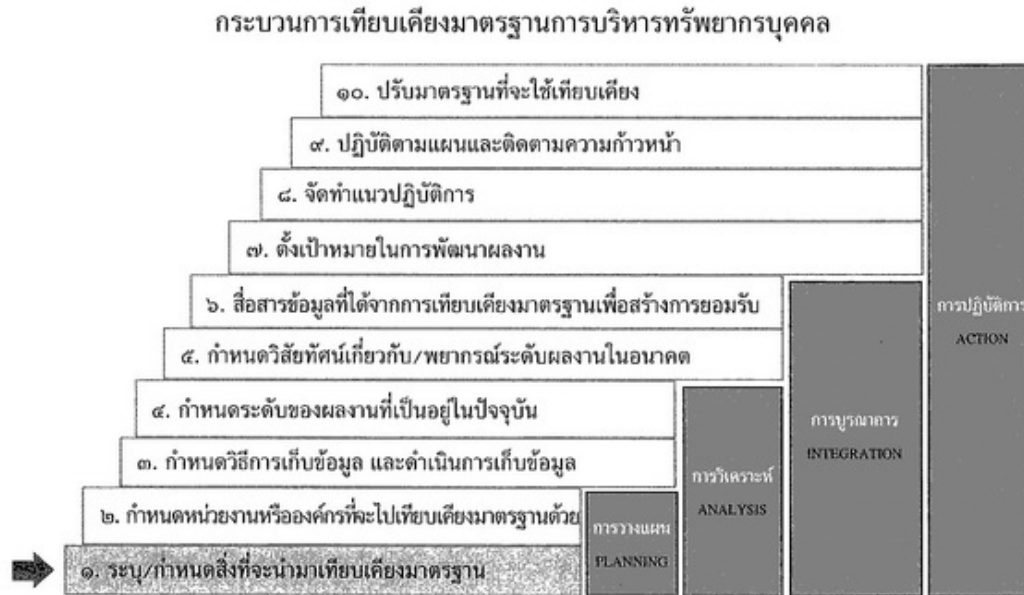 กระบวนการเทียบเคียงมาตรฐานการบริหารทรัพยากรบุคคล
๑๐. ปรับมาตรฐานที่จะใช้เทียบเคียง
๙. ปฏิบัติตามแผนและติดตามความก้าวหน้า
๘. จัดทำแนวปฏิบัติการ
๗. ตั้งเป้าหมายในการพัฒนาผลงาน
๖. สื่อสารข้อมูลที่ได้จากการเทียบเคียงมาตรฐานเพื่อสร้างการยอมรับ
๕. กำหนดวิสัยทัศน์เกี่ยวกับ/พยากรณ์ระดับผลงานในอนาคต
๔. กำหนดระดับของผลงานที่เป็นอยู่ในปัจจุบัน
๓. กำหนดวิธีการเก็บข้อมูล และดำเนินการเก็บข้อมูล
๒. กำหนดหน่วยงานหรือองค์กรที่จะไปเทียบเคียงมาตรฐานด้วย
๑. ระบุ/กำหนดสิ่งที่จะนำมาเทียบเคียงมาตรฐาน
การวางแผน
PLANNING
การวิเคราะห์
ANALYSIS
การบูรณาการ
INTEGRATION
การปฏิบัติการ
ACTION